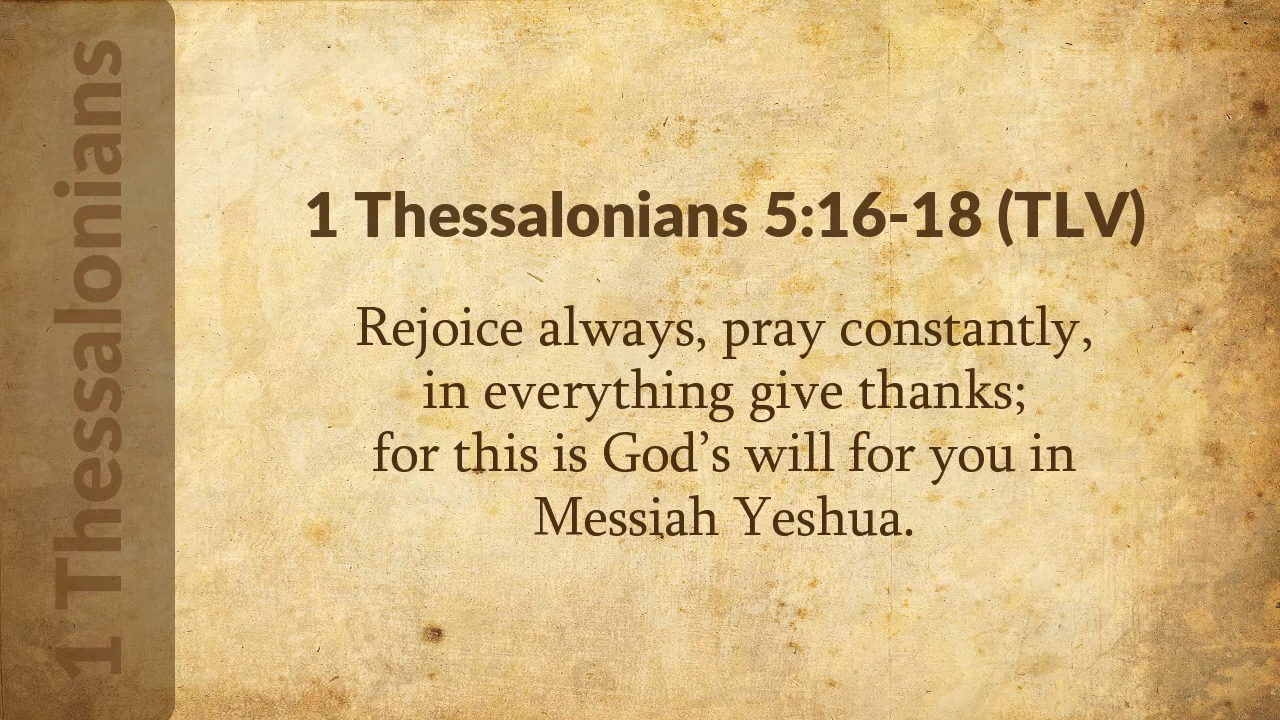 1 Thessalonians
1 Thessalonians 5:16-18 (TLV)
Rejoice always, pray constantly,
in everything give thanks;
for this is God’s will for you in
Messiah Yeshua.